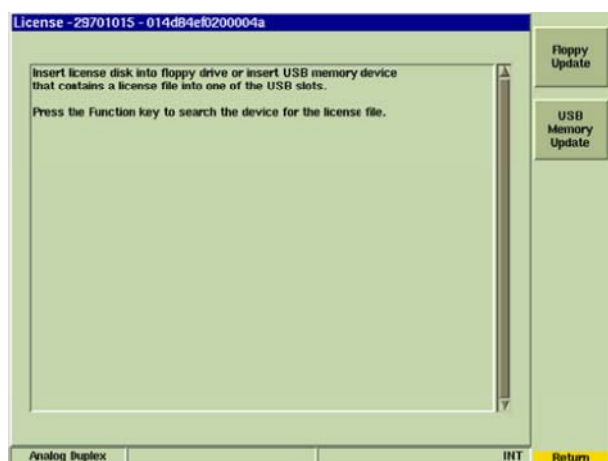 License -29701015 - 014d84ef0200004a
Floppy
Update
Insert license disk into floppy drive or insert USB memory device
that contains a license file into one of the USB slots.
Press the Function key to search the device for the license file.
USB
Memory
Update
Analog Duplex
INT
Return